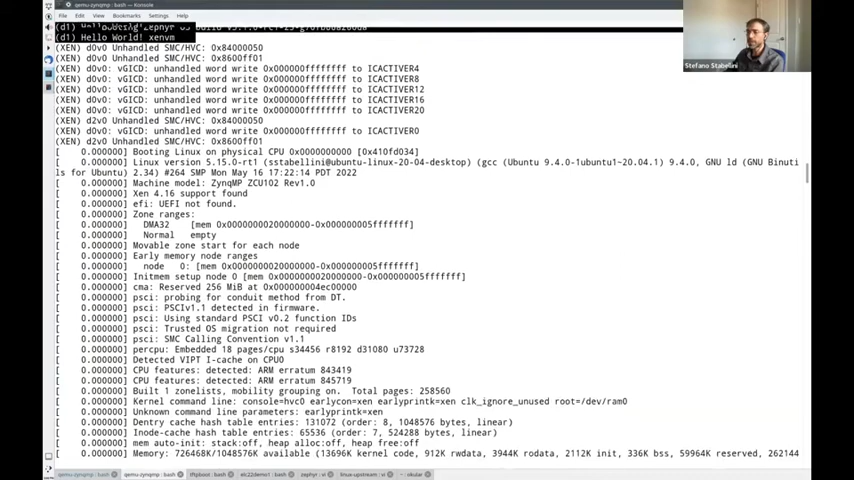 qemu-zynqmp : bash — Konsole
File Edit View Bookmarks Settings Help
(d1) Hello World! xenvm
(XEN) d0v0 Unhandled SMC/HVC: 0x84000050
(XEN) d0v0 Unhandled SMC/HVC: 0x8600ff01
(XEN) d0v0: vGICD: unhandled word write 0x000000ffffffff to ICACTIVER4
(XEN) d0v0: vGICD: unhandled word write 0x000000ffffffff to ICACTIVER8
(XEN) d0v0: vGICD: unhandled word write 0x000000ffffffff to ICACTIVER12
(XEN) d0v0: vGICD: unhandled word write 0x000000ffffffff to ICACTIVER16
(XEN) d0v0: vGICD: unhandled word write 0x000000ffffffff to ICACTIVER20
(XEN) d2v0 Unhandled SMC/HVC: 0x84000050
(XEN) d0v0: vGICD: unhandled word write 0x000000ffffffff to ICACTIVER0
(XEN) d2v0 Unhandled SMC/HVC: 0x8600ff01
[    0.000000] Booting Linux on physical CPU 0x0000000000 [0x410fd034]
[    0.000000] Linux version 5.15.0-rt1 (sstabellini@ubuntu-linux-20-04-desktop) (gcc (Ubuntu 9.4.0-1ubuntu1~20.04.1) 9.4.0, GNU ld (GNU Binuti
ls for Ubuntu) 2.34) #264 SMP Mon May 16 17:22:14 PDT 2022
[    0.000000] Machine model: ZynqMP ZCU102 Rev1.0
[    0.000000] Xen 4.16 support found
[    0.000000] efi: UEFI not found.
[    0.000000] Zone ranges:
[    0.000000]   DMA32    [mem 0x0000000020000000-0x000000005fffffff]
[    0.000000]   Normal   empty
[    0.000000] Movable zone start for each node
[    0.000000] Early memory node ranges
[    0.000000]   node   0: [mem 0x0000000020000000-0x000000005fffffff]
[    0.000000] Initmem setup node 0 [mem 0x0000000020000000-0x000000005fffffff]
[    0.000000] cma: Reserved 256 MiB at 0x000000004ec00000
[    0.000000] psci: probing for conduit method from DT.
[    0.000000] psci: PSCIv1.1 detected in firmware.
[    0.000000] psci: Using standard PSCI v0.2 function IDs
[    0.000000] psci: Trusted OS migration not required
[    0.000000] psci: SMC Calling Convention v1.1
[    0.000000] percpu: Embedded 18 pages/cpu s34456 r8192 d31080 u73728
[    0.000000] Detected VIPT I-cache on CPU0
[    0.000000] CPU features: detected: ARM erratum 843419
[    0.000000] CPU features: detected: ARM erratum 845719
[    0.000000] Built 1 zonelists, mobility grouping on.  Total pages: 258560
[    0.000000] Kernel command line: console=hvc0 earlycon=xen earlyprintk=xen clk_ignore_unused root=/dev/ram0
[    0.000000] Unknown command line parameters: earlyprintk=xen
[    0.000000] Dentry cache hash table entries: 131072 (order: 8, 1048576 bytes, linear)
[    0.000000] Inode-cache hash table entries: 65536 (order: 7, 524288 bytes, linear)
[    0.000000] mem auto-init: stack:off, heap alloc:off, heap free:off
[    0.000000] Memory: 726468K/1048576K available (13696K kernel code, 912K rwdata, 3944K rodata, 2112K init, 336K bss, 59964K reserved, 262144
qemu-zynqmp : bash qemu-zynqmp : bash tftpboot : bash elc22demo1 : bash zephyr : vi linux-upstream : vi ~ : okular
Stefano Stabellini